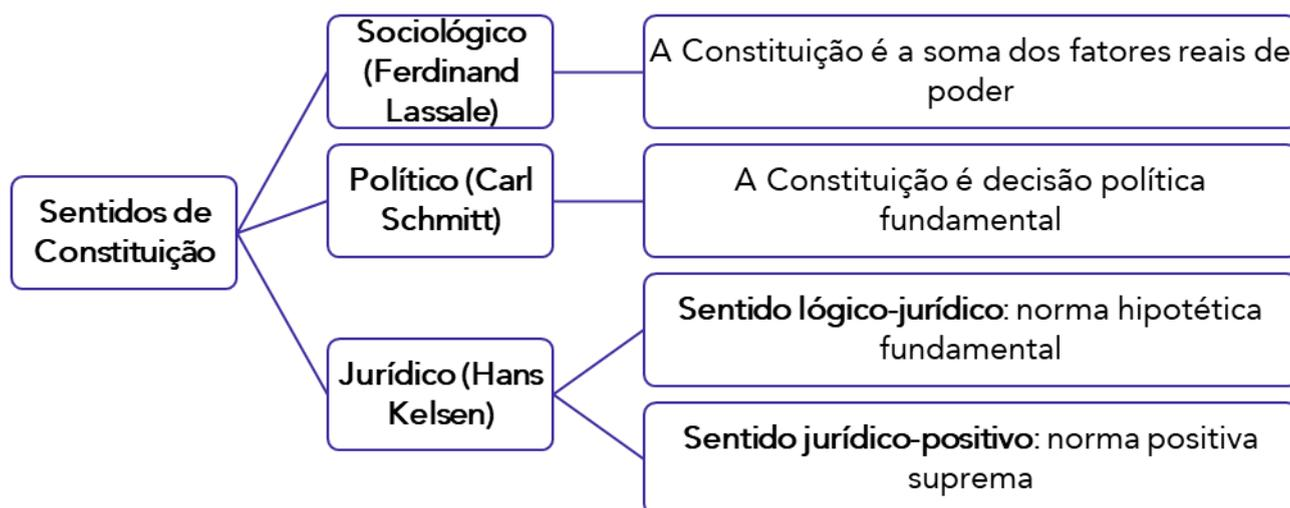 Sentidos de
Constituição
Sociológico
(Ferdinand
Lassale)
A Constituição é a soma dos fatores reais de
poder
Político (Carl
Schmitt)
A Constituição é decisão política
fundamental
Jurídico (Hans
Kelsen)
Sentido lógico-jurídico: norma hipotética
fundamental
Sentido jurídico-positivo: norma positiva
suprema